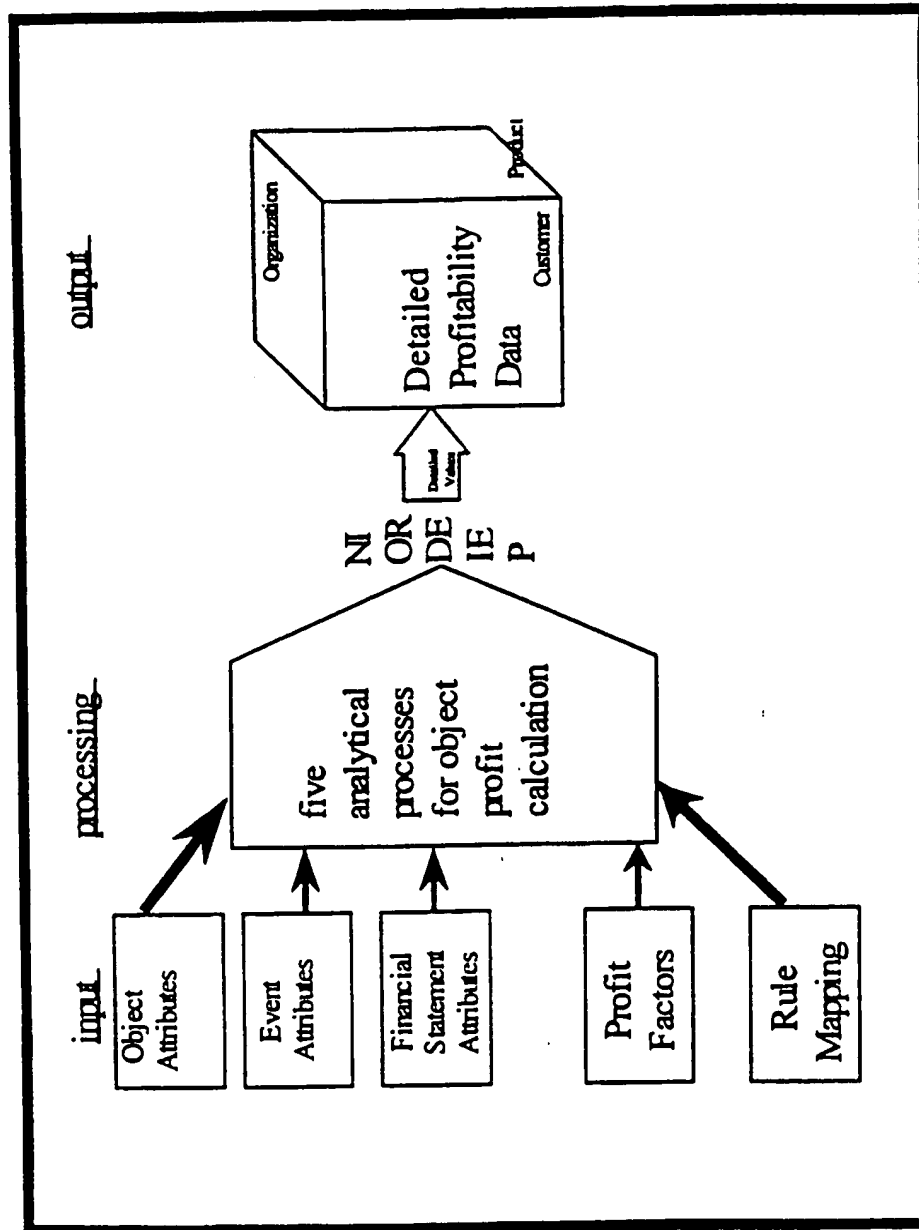 input
processing
output
Object
Attributes
Event
Attributes
Financial
Statement
Attributes
Profit
Factors
Rule
Mapping
five
analytical
processes
for object
profit
calculation
NI
OR
DE
IE
P
Detailed
Values
Organization
Detailed
Profitability
Data
Customer
Product